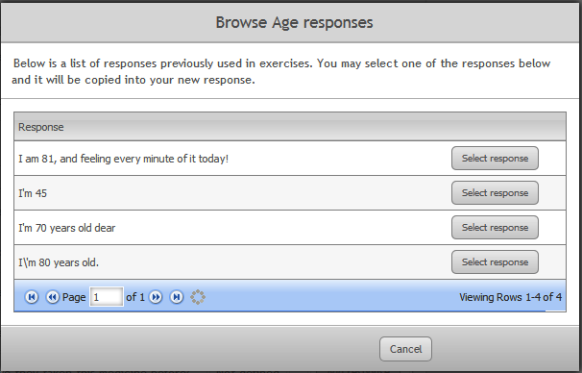 Browse Age responses
Below is a list of responses previously used in exercises. You may select one of the responses below
and it will be copied into your new response.
Response
I am 81, and feeling every minute of it today! Select response
I'm 45 Select response
I'm 70 years old dear Select response
I\'m 80 years old. Select response
Page 1 of 1 Viewing Rows 1-4 of 4
Cancel